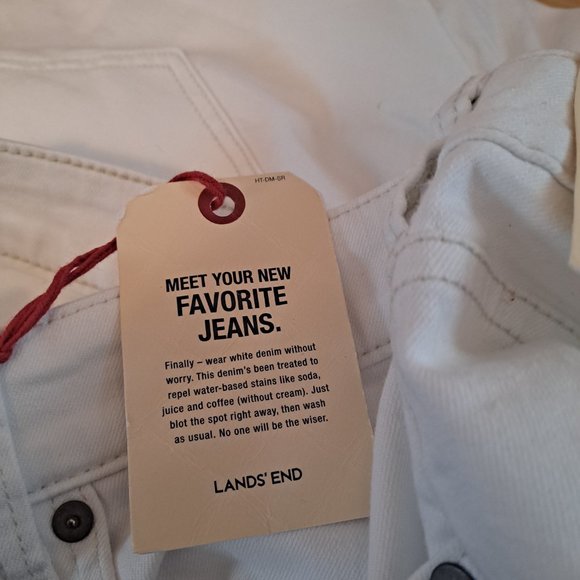 HT-DM-SR
MEET YOUR NEW
FAVORITE
JEANS.
Finally – wear white denim without
worry. This denim's been treated to
repel water-based stains like soda,
juice and coffee (without cream). Just
blot the spot right away, then wash
as usual. No one will be the wiser.
LANDS' END